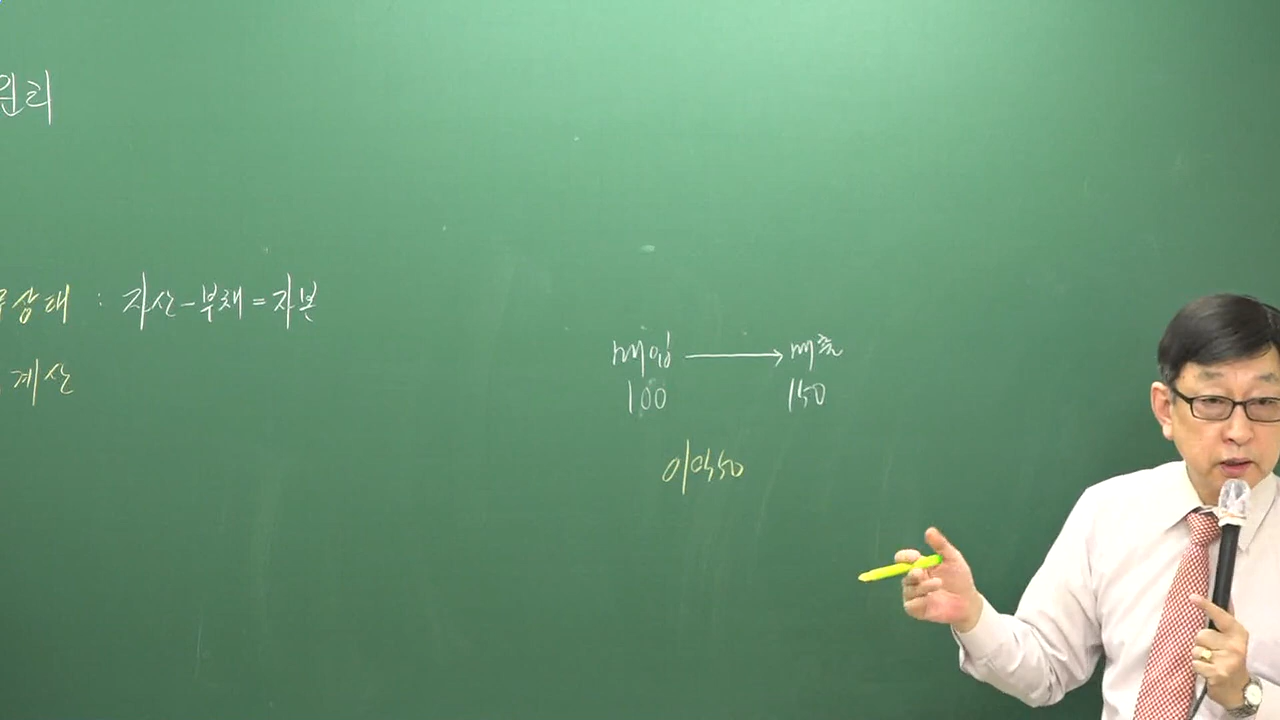 원리
상태 : 자산-부채=자본
계산
매입 → 매출
100 150
이익50